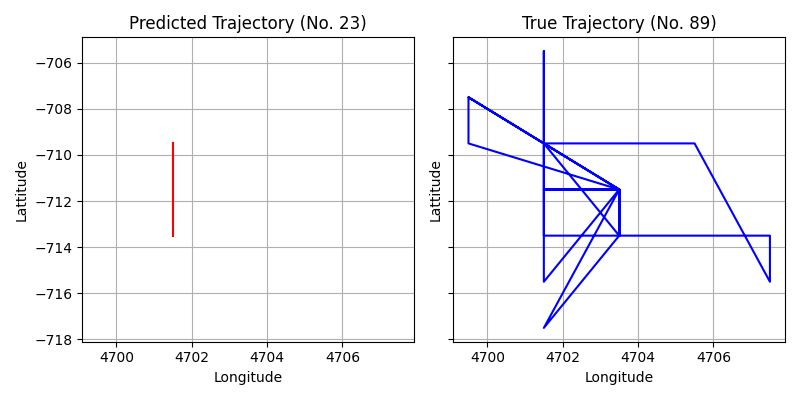 Predicted Trajectory (No. 23)
True Trajectory (No. 89)
−706
−708
−710
−712
−714
−716
−718
Lattitude
Lattitude
4700 4702 4704 4706
4700 4702 4704 4706
Longitude
Longitude